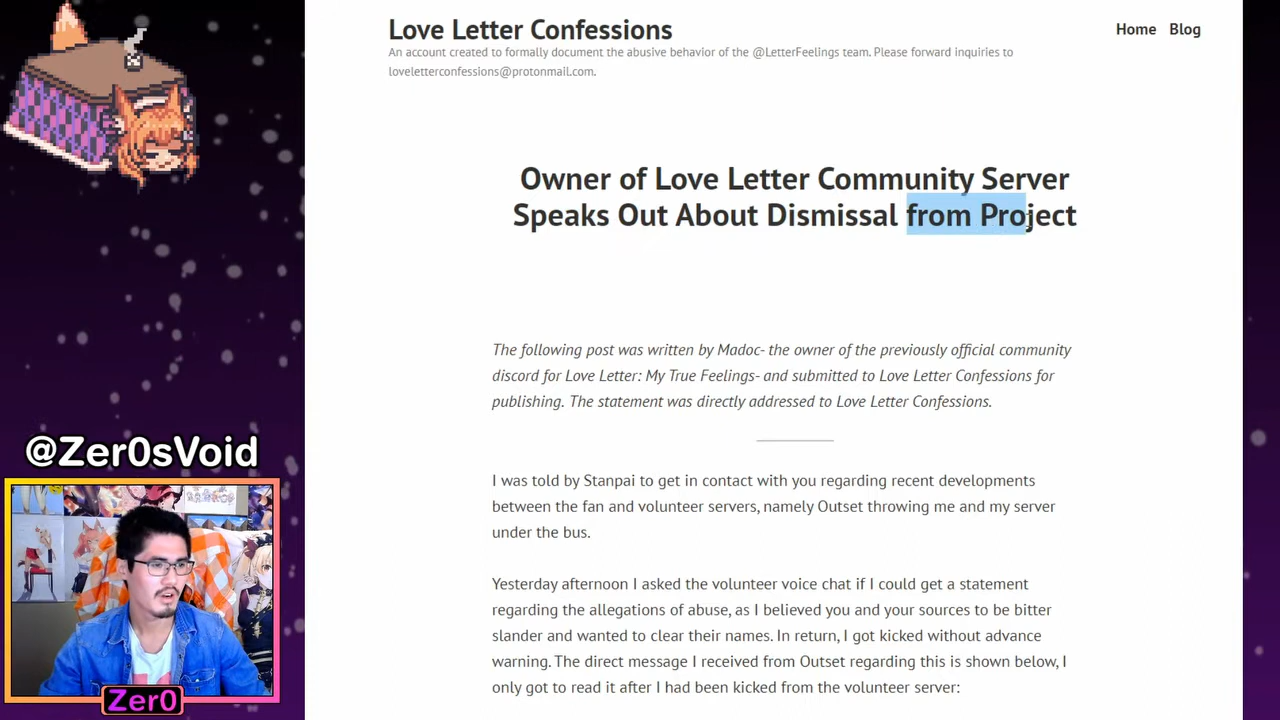 Love Letter Confessions
An account created to formally document the abusive behavior of the @LetterFeelings team. Please forward inquiries to
loveletterconfessions@protonmail.com.
Home Blog
Owner of Love Letter Community Server
Speaks Out About Dismissal from Project
The following post was written by Madoc- the owner of the previously official community
discord for Love Letter: My True Feelings- and submitted to Love Letter Confessions for
publishing. The statement was directly addressed to Love Letter Confessions.
I was told by Stanpai to get in contact with you regarding recent developments
between the fan and volunteer servers, namely Outset throwing me and my server
under the bus.
Yesterday afternoon I asked the volunteer voice chat if I could get a statement
regarding the allegations of abuse, as I believed you and your sources to be bitter
slander and wanted to clear their names. In return, I got kicked without advance
warning. The direct message I received from Outset regarding this is shown below, I
only got to read it after I had been kicked from the volunteer server:
@Zer0sVoid
Zer0